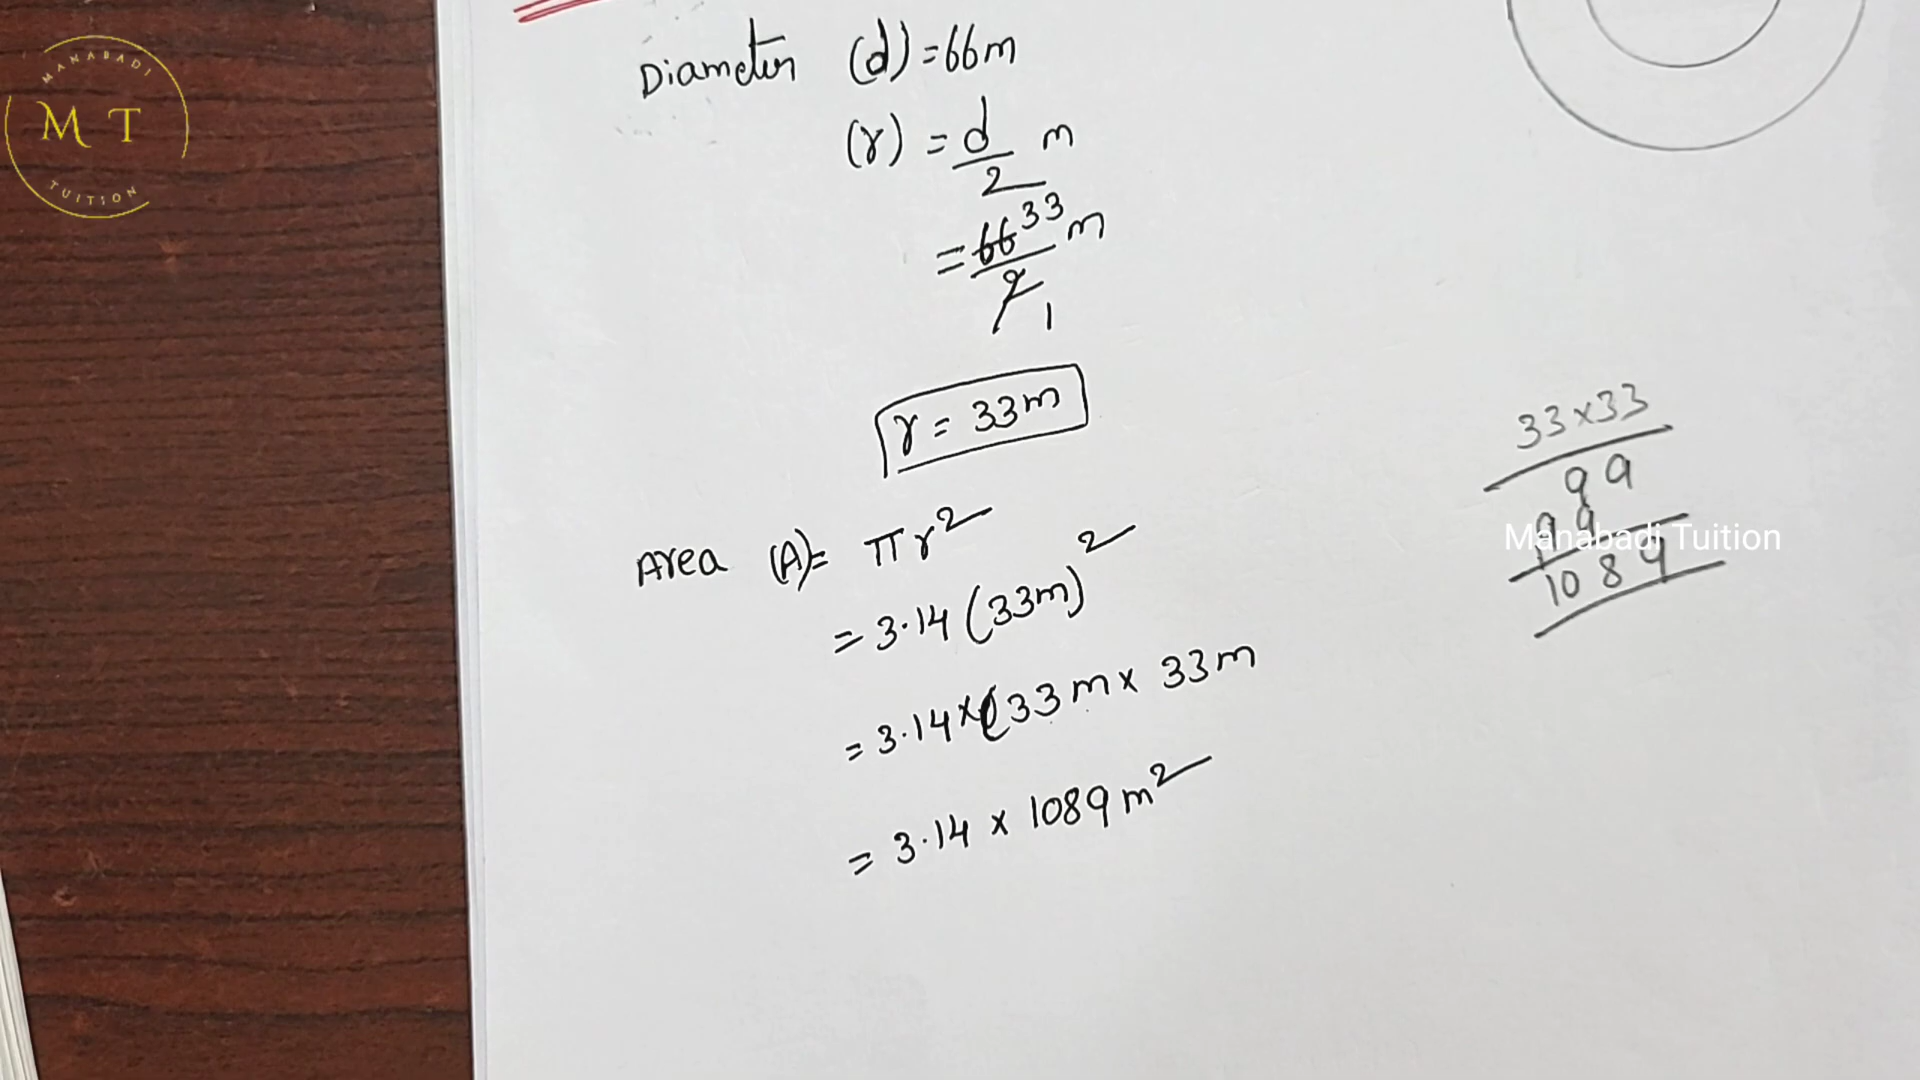 MANABADI
M T
TUITION
Diameter (d) = 66m
(r) = d/2 m
= 66 33/2 1 m
r = 33m
Area (A) = πr²
= 3.14 (33m)²
= 3.14 × (33m × 33m
= 3.14 × 1089 m²
33×33
99
99
1089
Manabadi Tuition